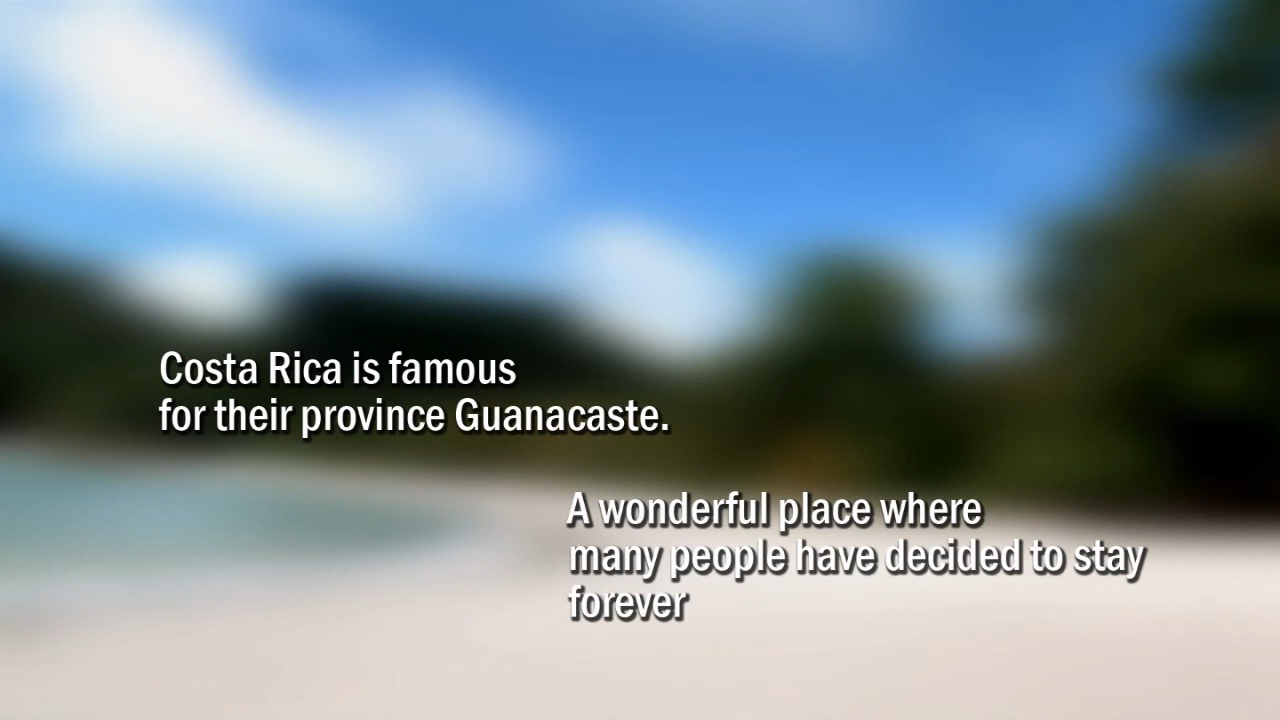 Costa Rica is famous
for their province Guanacaste.
A wonderful place where
many people have decided to stay
forever